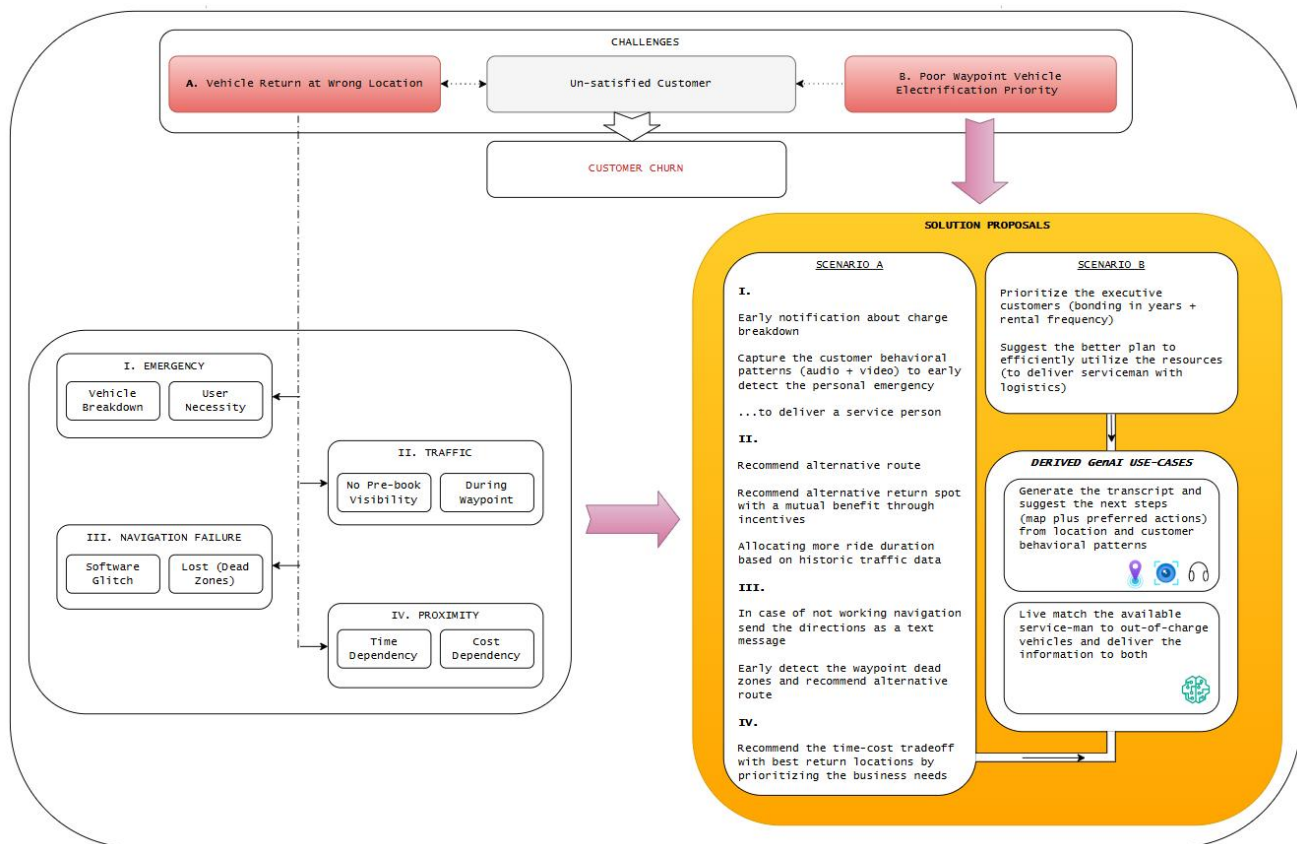 CHALLENGES
A. Vehicle Return at Wrong Location
Un-satisfied Customer
B. Poor Waypoint Vehicle
Electrification Priority
CUSTOMER CHURN
I. EMERGENCY
Vehicle
Breakdown
User
Necessity
II. TRAFFIC
No Pre-book
Visibility
During
Waypoint
III. NAVIGATION FAILURE
Software
Glitch
Lost (Dead
Zones)
IV. PROXIMITY
Time
Dependency
Cost
Dependency
SOLUTION PROPOSALS
SCENARIO A
I.
Early notification about charge
breakdown
Capture the customer behavioral
patterns (audio + video) to early
detect the personal emergency
...to deliver a service person
II.
Recommend alternative route
Recommend alternative return spot
with a mutual benefit through
incentives
Allocating more ride duration
based on historic traffic data
III.
In case of not working navigation
send the directions as a text
message
Early detect the waypoint dead
zones and recommend alternative
route
IV.
Recommend the time-cost tradeoff
with best return locations by
prioritizing the business needs
SCENARIO B
Prioritize the executive
customers (bonding in years +
rental frequency)
Suggest the better plan to
efficiently utilize the resources
(to deliver serviceman with
logistics)
DERIVED GenAI USE-CASES
Generate the transcript and
suggest the next steps
(map plus preferred actions)
from location and customer
behavioral patterns
Live match the available
service-man to out-of-charge
vehicles and deliver the
information to both